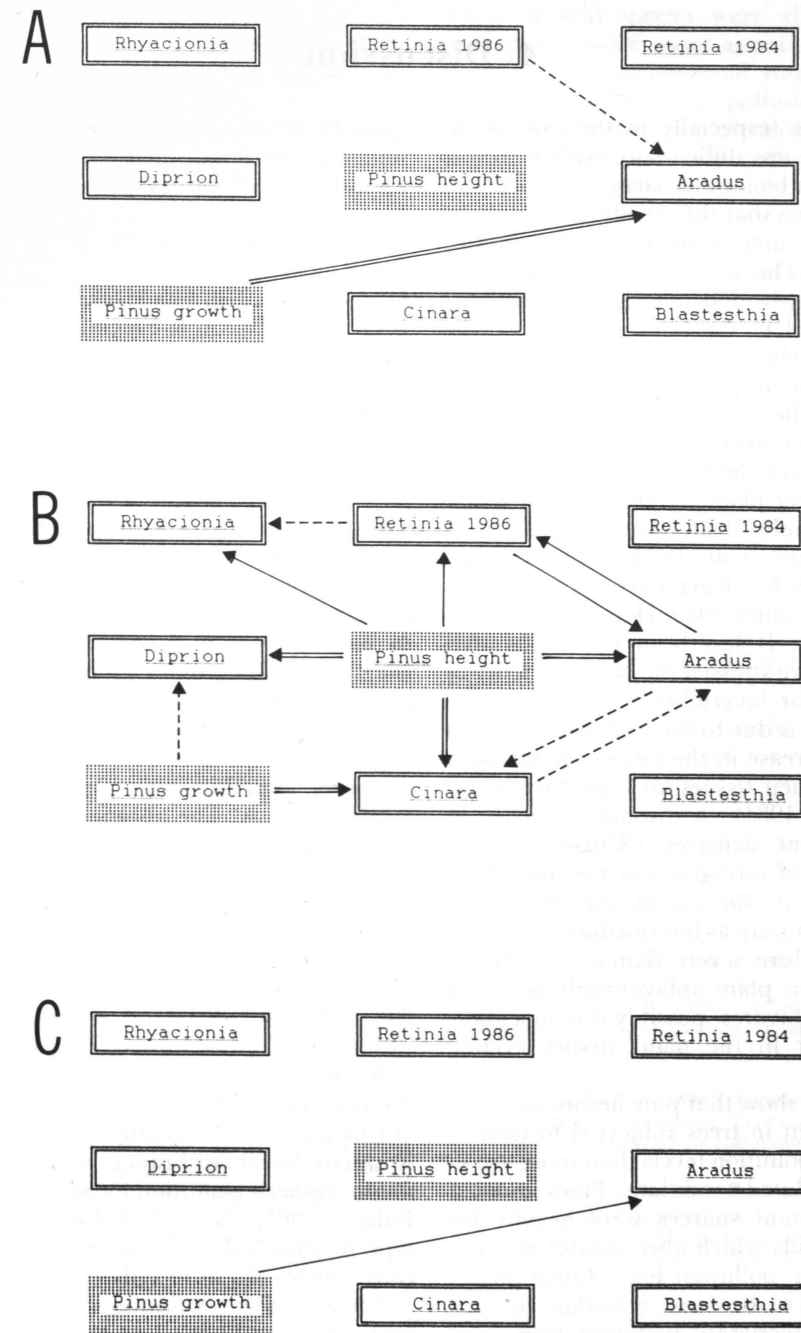 A
Rhyacionia Retinia 1986 Retinia 1984
Diprion Pinus height Aradus
Pinus growth Cinara Blastesthia
B
Rhyacionia Retinia 1986 Retinia 1984
Diprion Pinus height Aradus
Pinus growth Cinara Blastesthia
C
Rhyacionia Retinia 1986 Retinia 1984
Diprion Pinus height Aradus
Pinus growth Cinara Blastesthia